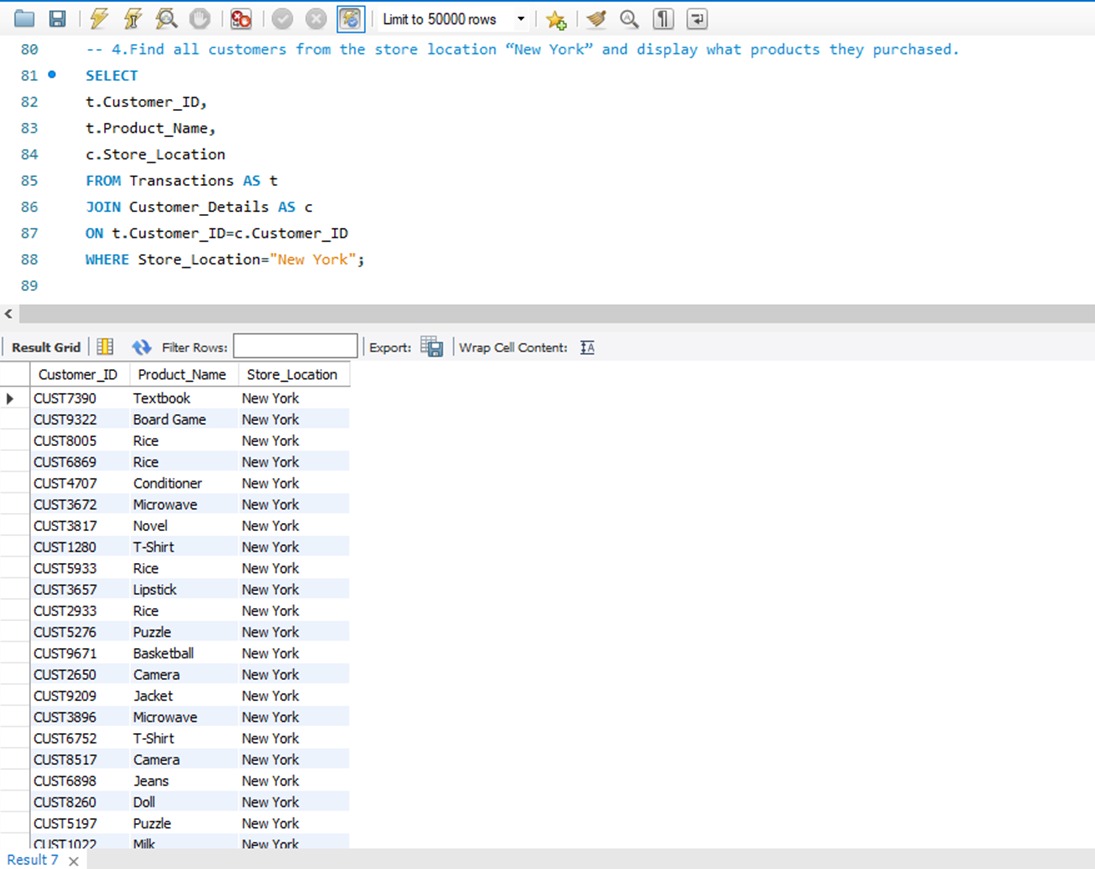 Limit to 50000 rows
80 -- 4.Find all customers from the store location “New York” and display what products they purchased.
81 SELECT
82 t.Customer_ID,
83 t.Product_Name,
84 c.Store_Location
85 FROM Transactions AS t
86 JOIN Customer_Details AS c
87 ON t.Customer_ID=c.Customer_ID
88 WHERE Store_Location="New York";
89
Result Grid Filter Rows: Export: Wrap Cell Content: IA
Customer_ID Product_Name Store_Location
CUST7390 Textbook New York
CUST9322 Board Game New York
CUST8005 Rice New York
CUST6869 Rice New York
CUST4707 Conditioner New York
CUST3672 Microwave New York
CUST3817 Novel New York
CUST1280 T-Shirt New York
CUST5933 Rice New York
CUST3657 Lipstick New York
CUST2933 Rice New York
CUST5276 Puzzle New York
CUST9671 Basketball New York
CUST2650 Camera New York
CUST9209 Jacket New York
CUST3896 Microwave New York
CUST6752 T-Shirt New York
CUST8517 Camera New York
CUST6898 Jeans New York
CUST8260 Doll New York
CUST5197 Puzzle New York
CUST1022 Milk New York
Result 7